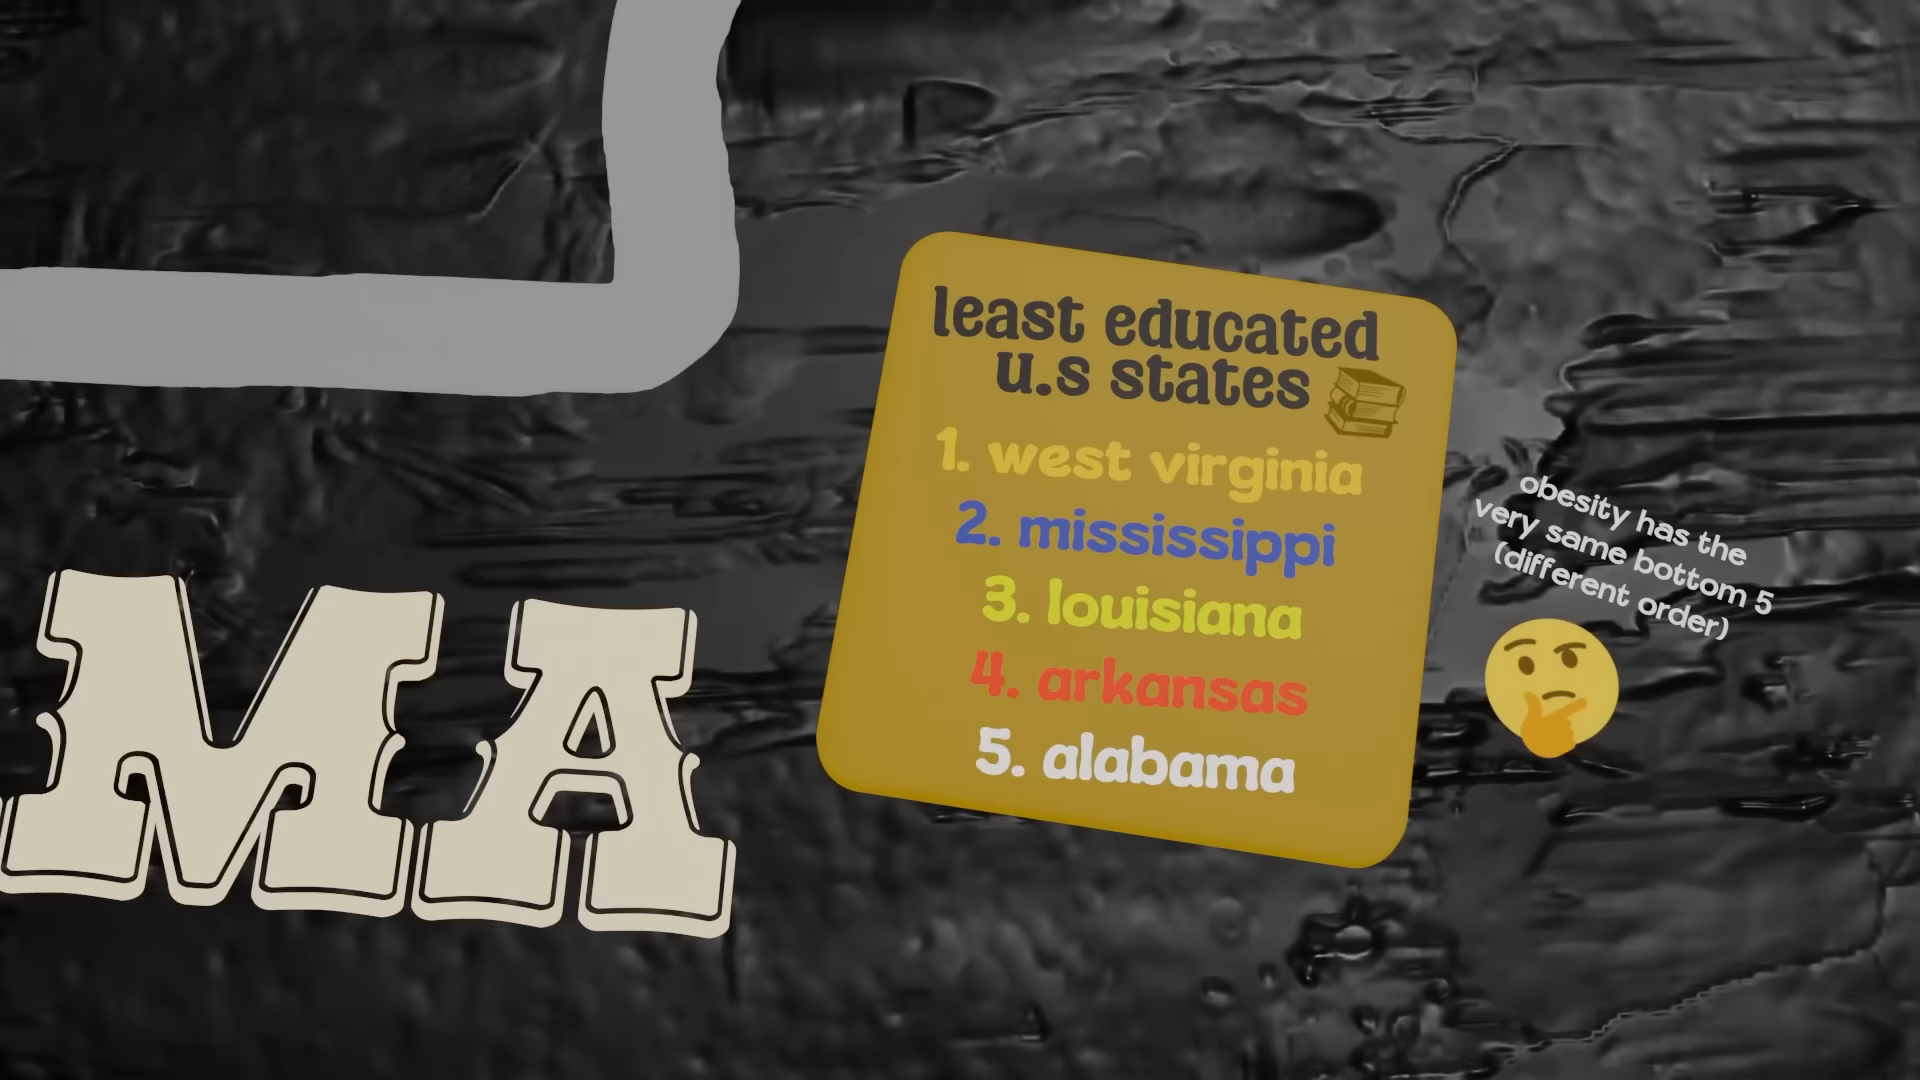 MA
least educated
u.s states
1. west virginia
2. mississippi
3. louisiana
4. arkansas
5. alabama
obesity has the
very same bottom 5
(different order)